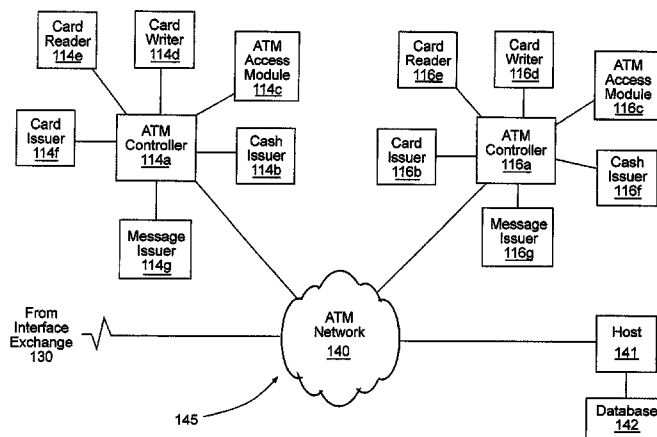 Card
Reader
114e
Card
Writer
114d
ATM
Access
Module
114c
Card
Issuer
114f
ATM
Controller
114a
Cash
Issuer
114b
Message
Issuer
114g
Card
Reader
116e
Card
Writer
116d
ATM
Access
Module
116c
Card
Issuer
116b
ATM
Controller
116a
Cash
Issuer
116f
Message
Issuer
116g
From
Interface
Exchange
130
ATM
Network
140
145
Host
141
Database
142